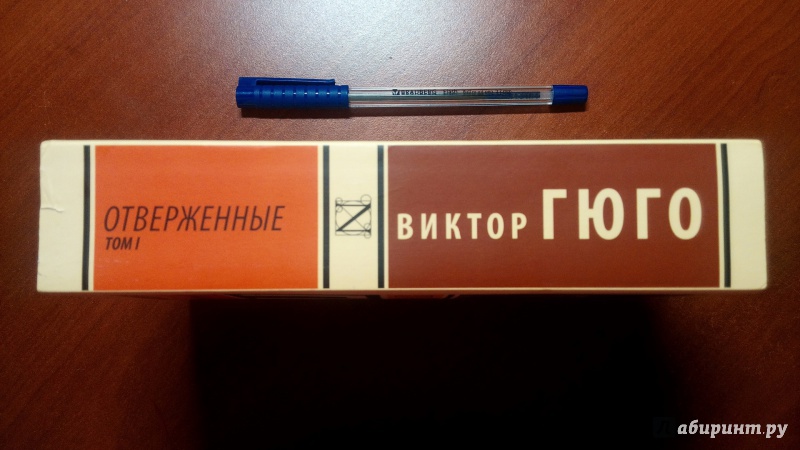 ОТВЕРЖЕННЫЕ
ТОМ I
N
ВИКТОР ГЮГО
Лабиринт.ру